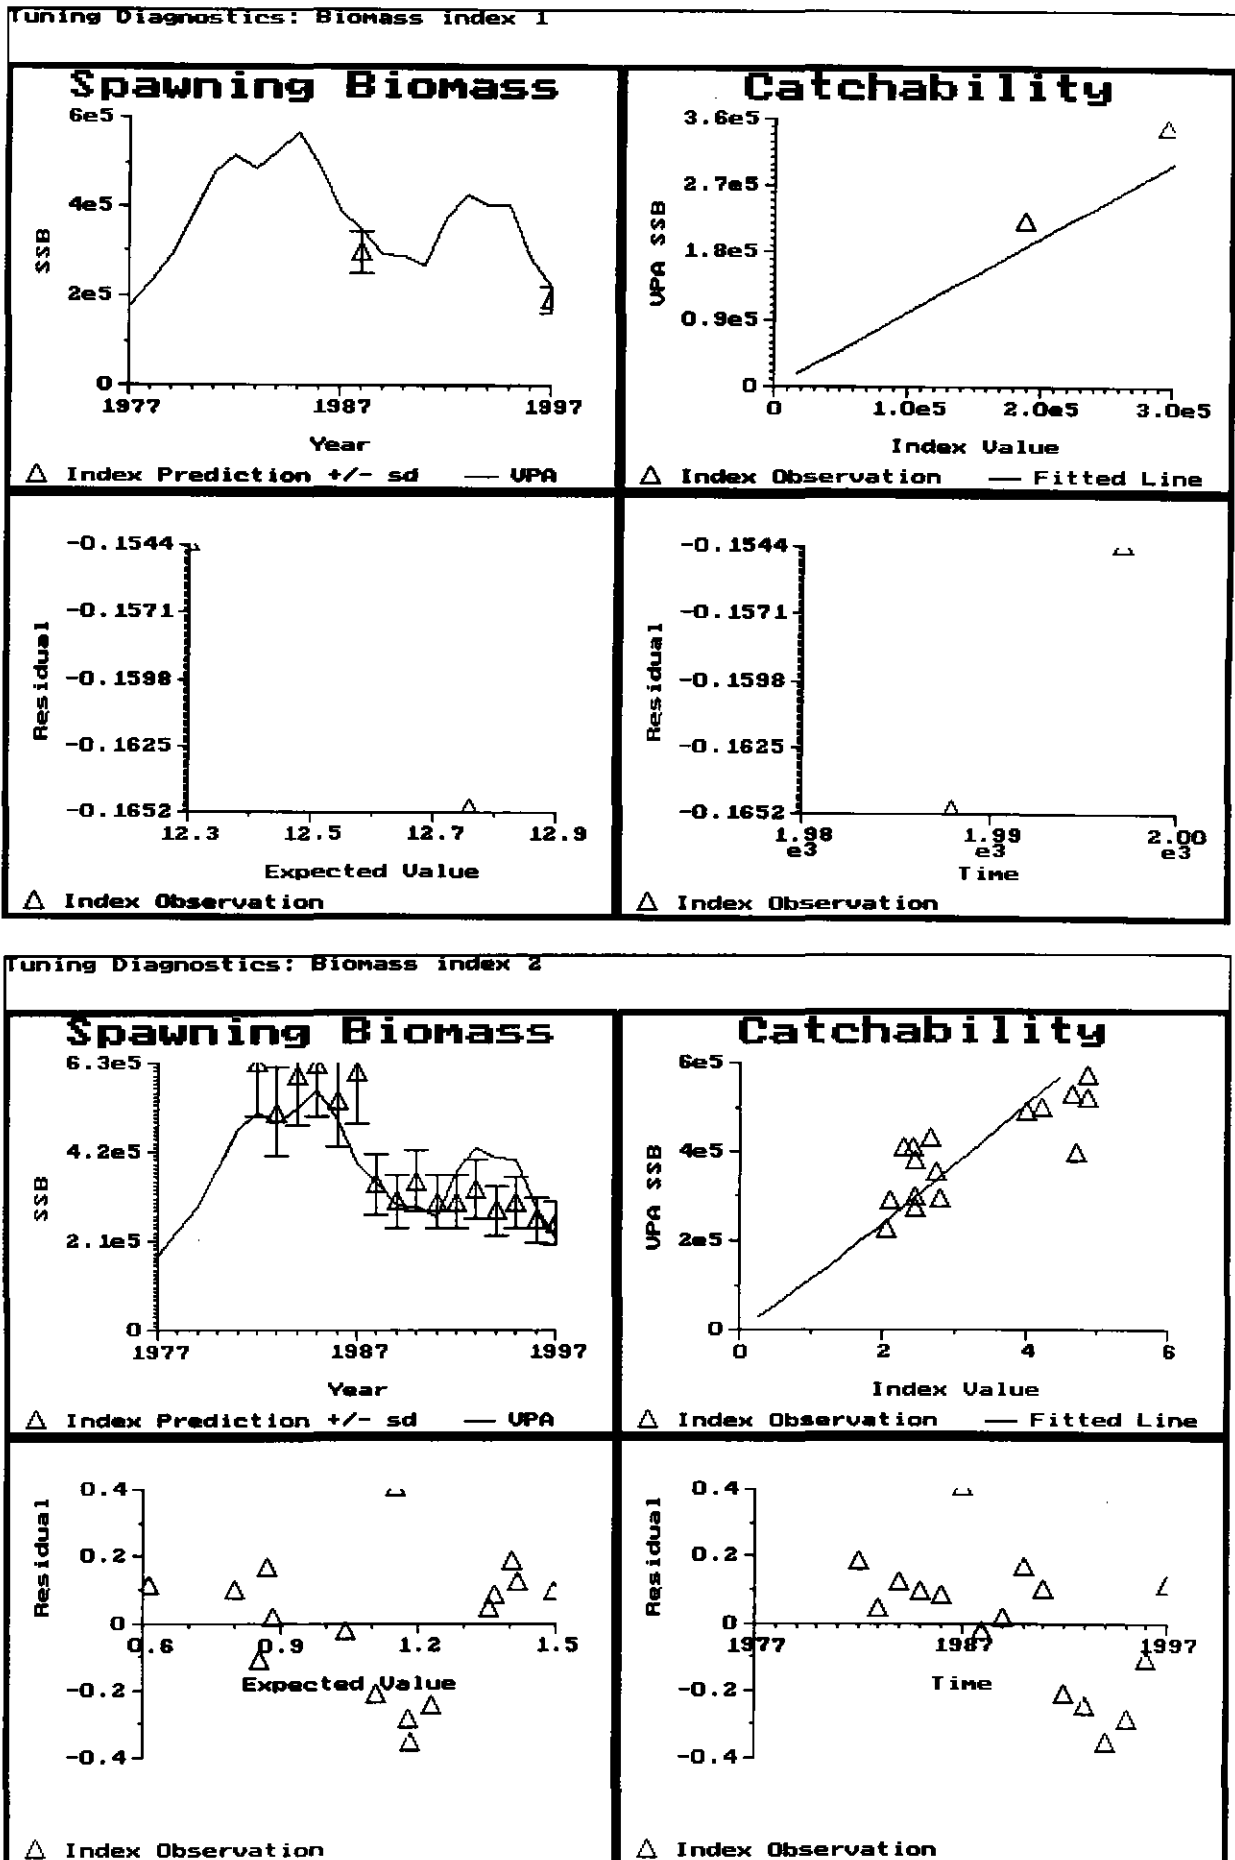 Tuning Diagnostics: Biomass index 1
Spawning Biomass
6e5
4e5
2e5
0
SSB
1977 1987 1997
Year
△ Index Prediction +/- sd — VPA
Catchability
3.6e5
2.7e5
1.8e5
0.9e5
0
VPA SSB
0 1.0e5 2.0e5 3.0e5
Index Value
△ Index Observation — Fitted Line
-0.1544
-0.1571
-0.1598
-0.1625
-0.1652
Residual
12.3 12.5 12.7 12.9
Expected Value
△ Index Observation
-0.1544
-0.1571
-0.1598
-0.1625
-0.1652
Residual
1.98 1.99 2.00
e3 e3 e3
Time
△ Index Observation
Tuning Diagnostics: Biomass index 2
Spawning Biomass
6.3e5
4.2e5
2.1e5
0
SSB
1977 1987 1997
Year
△ Index Prediction +/- sd — VPA
Catchability
6e5
4e5
2e5
0
VPA SSB
0 2 4 6
Index Value
△ Index Observation — Fitted Line
0.4
0.2
0
-0.2
-0.4
Residual
0.6 0.9 1.2 1.5
Expected Value
△ Index Observation
0.4
0.2
0
-0.2
-0.4
Residual
1977 1987 1997
Time
△ Index Observation